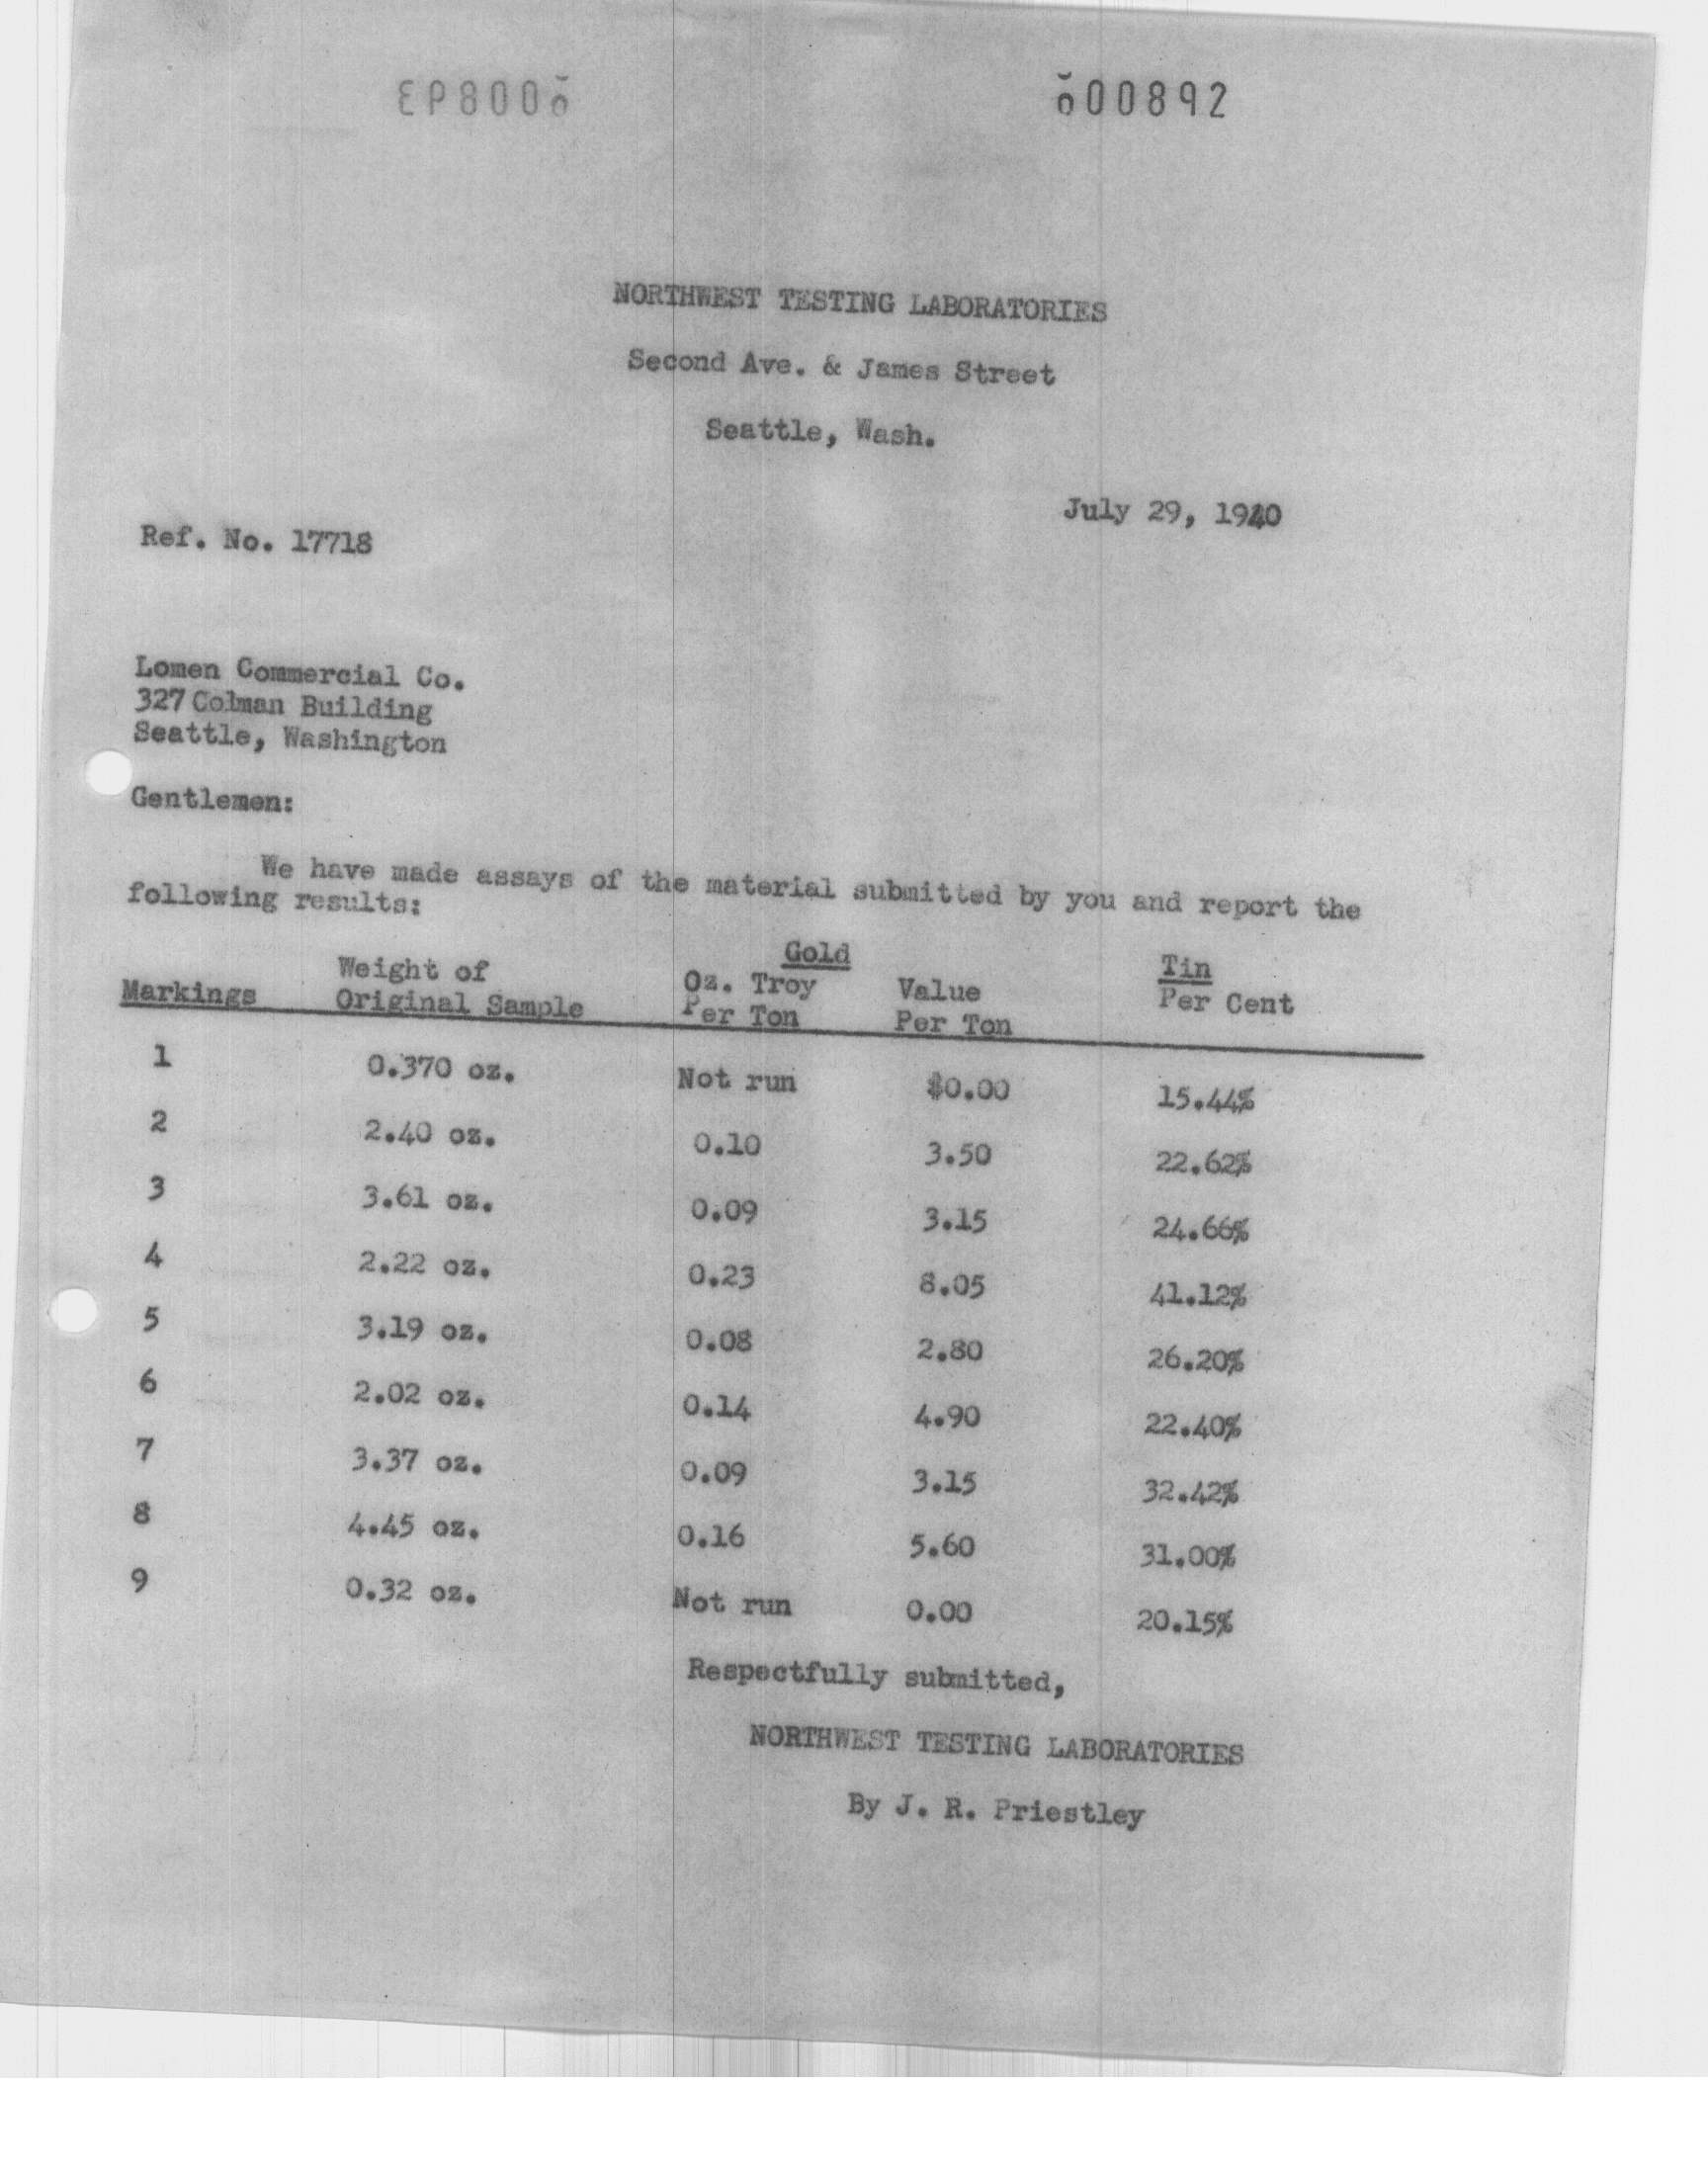 000892
NORTHWEST TESTING LABORATORIES
Second Ave. & James Street
Seattle, Wash.
July 29, 1940
Ref. No. 17718
Lomen Commercial Co.
327 Colman Building
Seattle, Washington
Gentlemen:
We have made assays of the material submitted by you and report the
following results:
Gold Tin
Weight of Oz. Troy Value Per Cent
Markings Original Sample Per Ton Per Ton
1 0.370 oz. Not run $0.00 15.44%
2 2.40 oz. 0.10 3.50 22.62%
3 3.61 oz. 0.09 3.15 24.66%
4 2.22 oz. 0.23 8.05 41.12%
5 3.19 oz. 0.08 2.80 26.20%
6 2.02 oz. 0.14 4.90 22.40%
7 3.37 oz. 0.09 3.15 32.42%
8 4.45 oz. 0.16 5.60 31.00%
9 0.32 oz. Not run 0.00 20.15%
Respectfully submitted,
NORTHWEST TESTING LABORATORIES
By J. R. Priestley